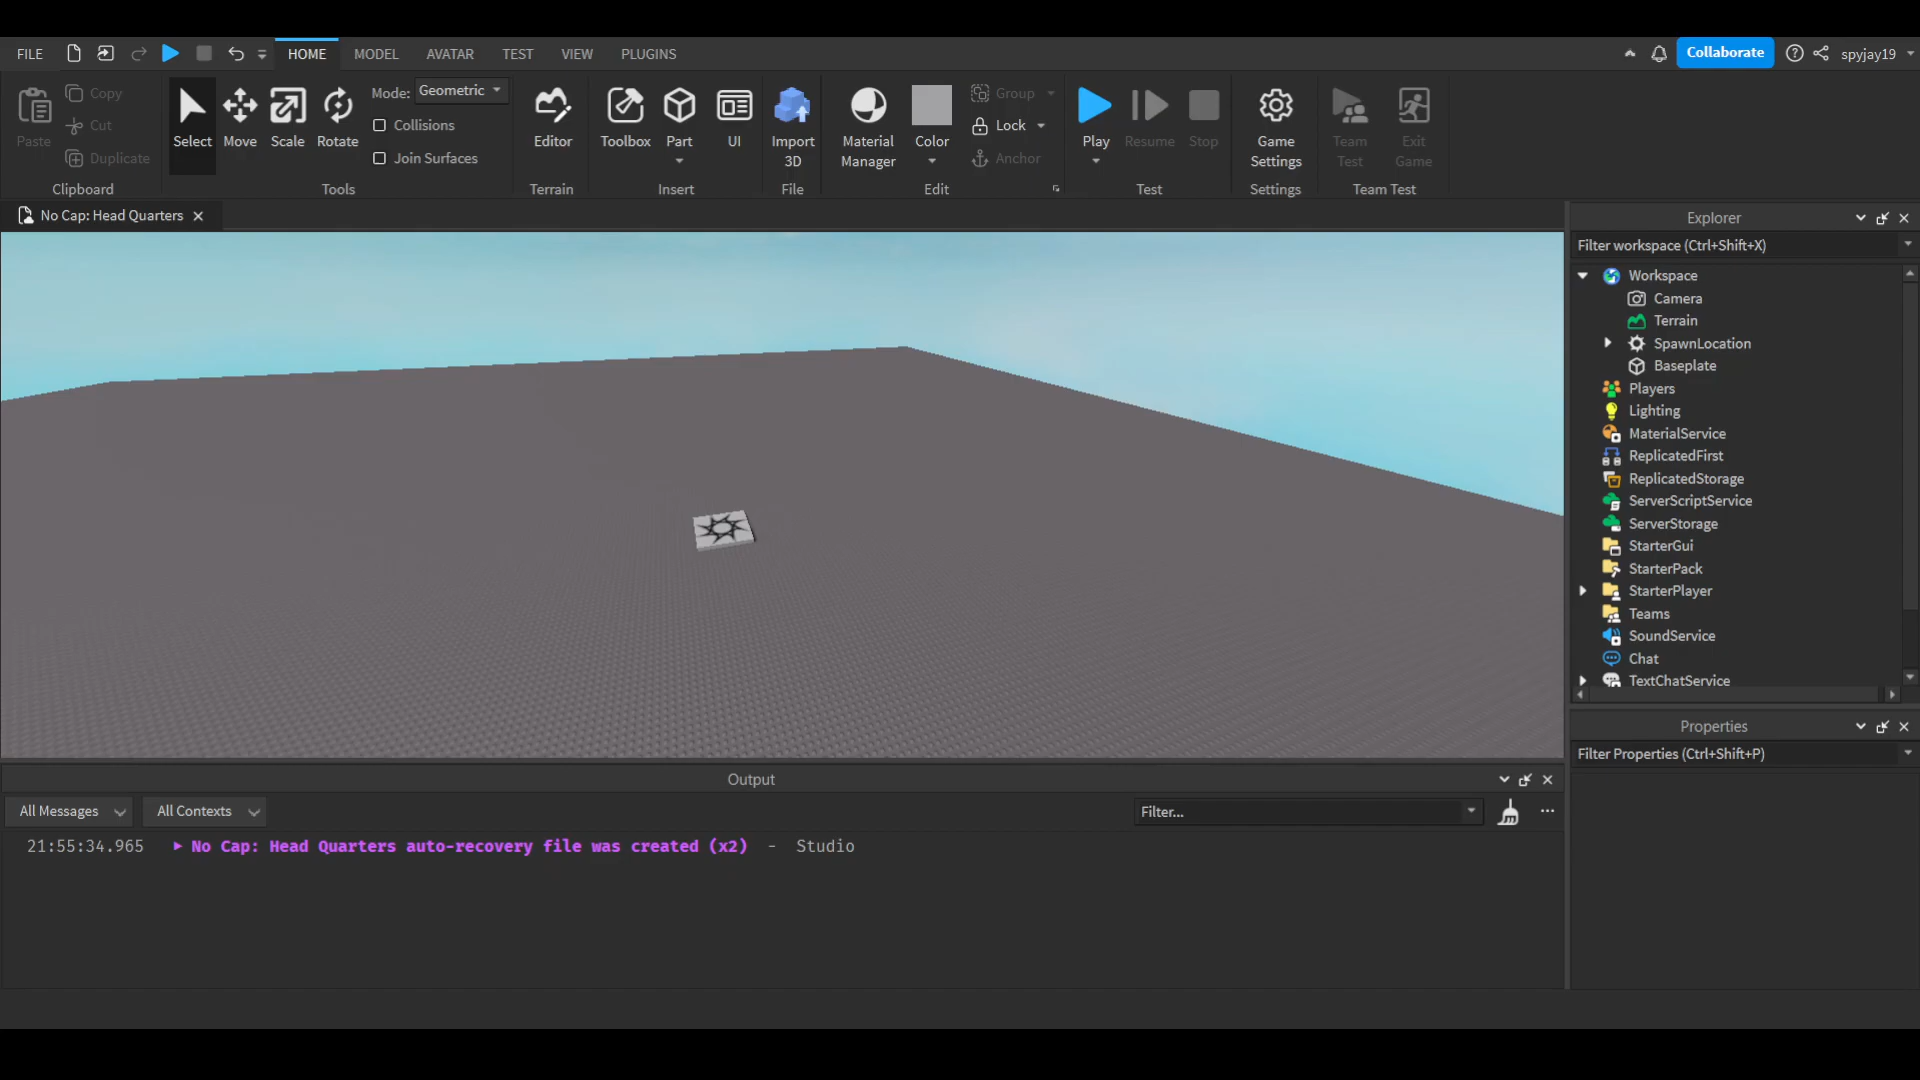 FILE HOME MODEL AVATAR TEST VIEW PLUGINS Collaborate spyjay19
Paste
Copy
Cut
Duplicate
Clipboard
Select Move Scale Rotate
Mode: Geometric
Collisions
Join Surfaces
Tools
Editor
Terrain
Toolbox Part UI
Insert
Import
3D
File
Material
Manager
Color
Group
Lock
Anchor
Edit
Play Resume Stop
Test
Game
Settings
Settings
Team
Test
Exit
Game
Team Test
No Cap: Head Quarters
Explorer
Filter workspace (Ctrl+Shift+X)
Workspace
Camera
Terrain
SpawnLocation
Baseplate
Players
Lighting
MaterialService
ReplicatedFirst
ReplicatedStorage
ServerScriptService
ServerStorage
StarterGui
StarterPack
StarterPlayer
Teams
SoundService
Chat
TextChatService
Properties
Filter Properties (Ctrl+Shift+P)
Output
All Messages All Contexts Filter...
21:55:34.965 No Cap: Head Quarters auto-recovery file was created (x2) - Studio